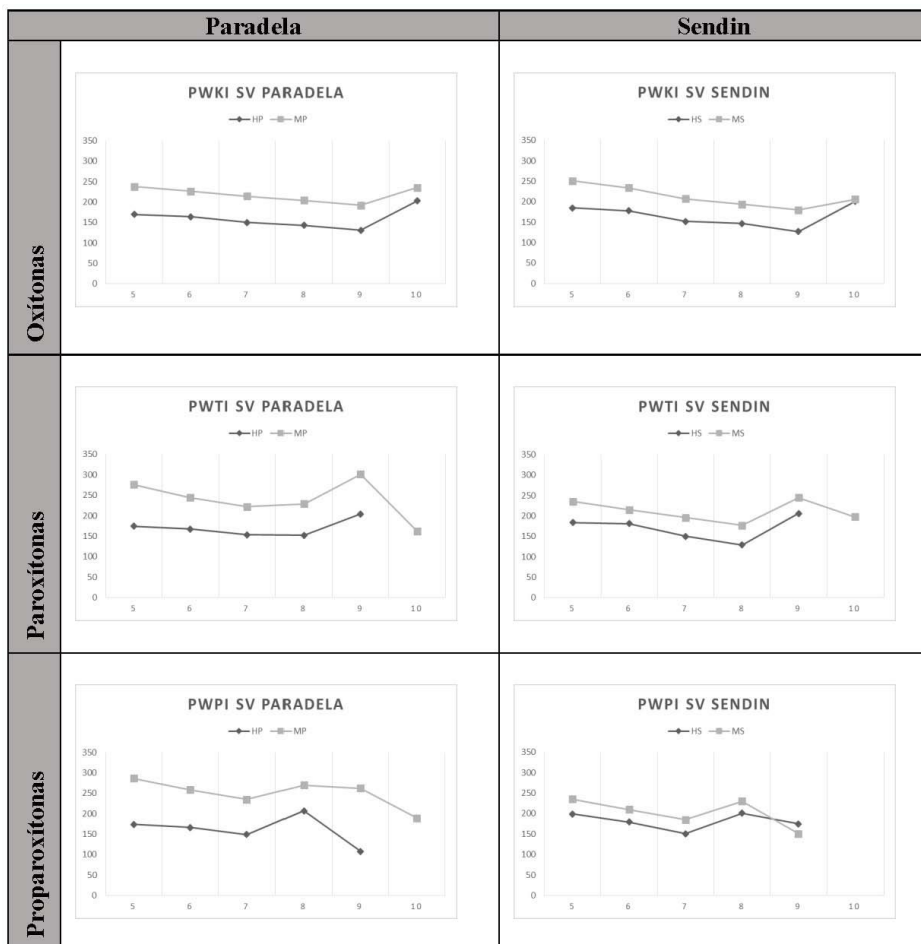 Paradela Sendin
Oxítonas
PWKI SV PARADELA
HP MP
350
300
250
200
150
100
50
0
5 6 7 8 9 10
PWKI SV SENDIN
HS MS
350
300
250
200
150
100
50
0
5 6 7 8 9 10
Paroxítonas
PWTI SV PARADELA
HP MP
350
300
250
200
150
100
50
0
5 6 7 8 9 10
PWTI SV SENDIN
HS MS
350
300
250
200
150
100
50
0
5 6 7 8 9 10
Proparoxítonas
PWPI SV PARADELA
HP MP
350
300
250
200
150
100
50
0
5 6 7 8 9 10
PWPI SV SENDIN
HS MS
350
300
250
200
150
100
50
0
5 6 7 8 9 10